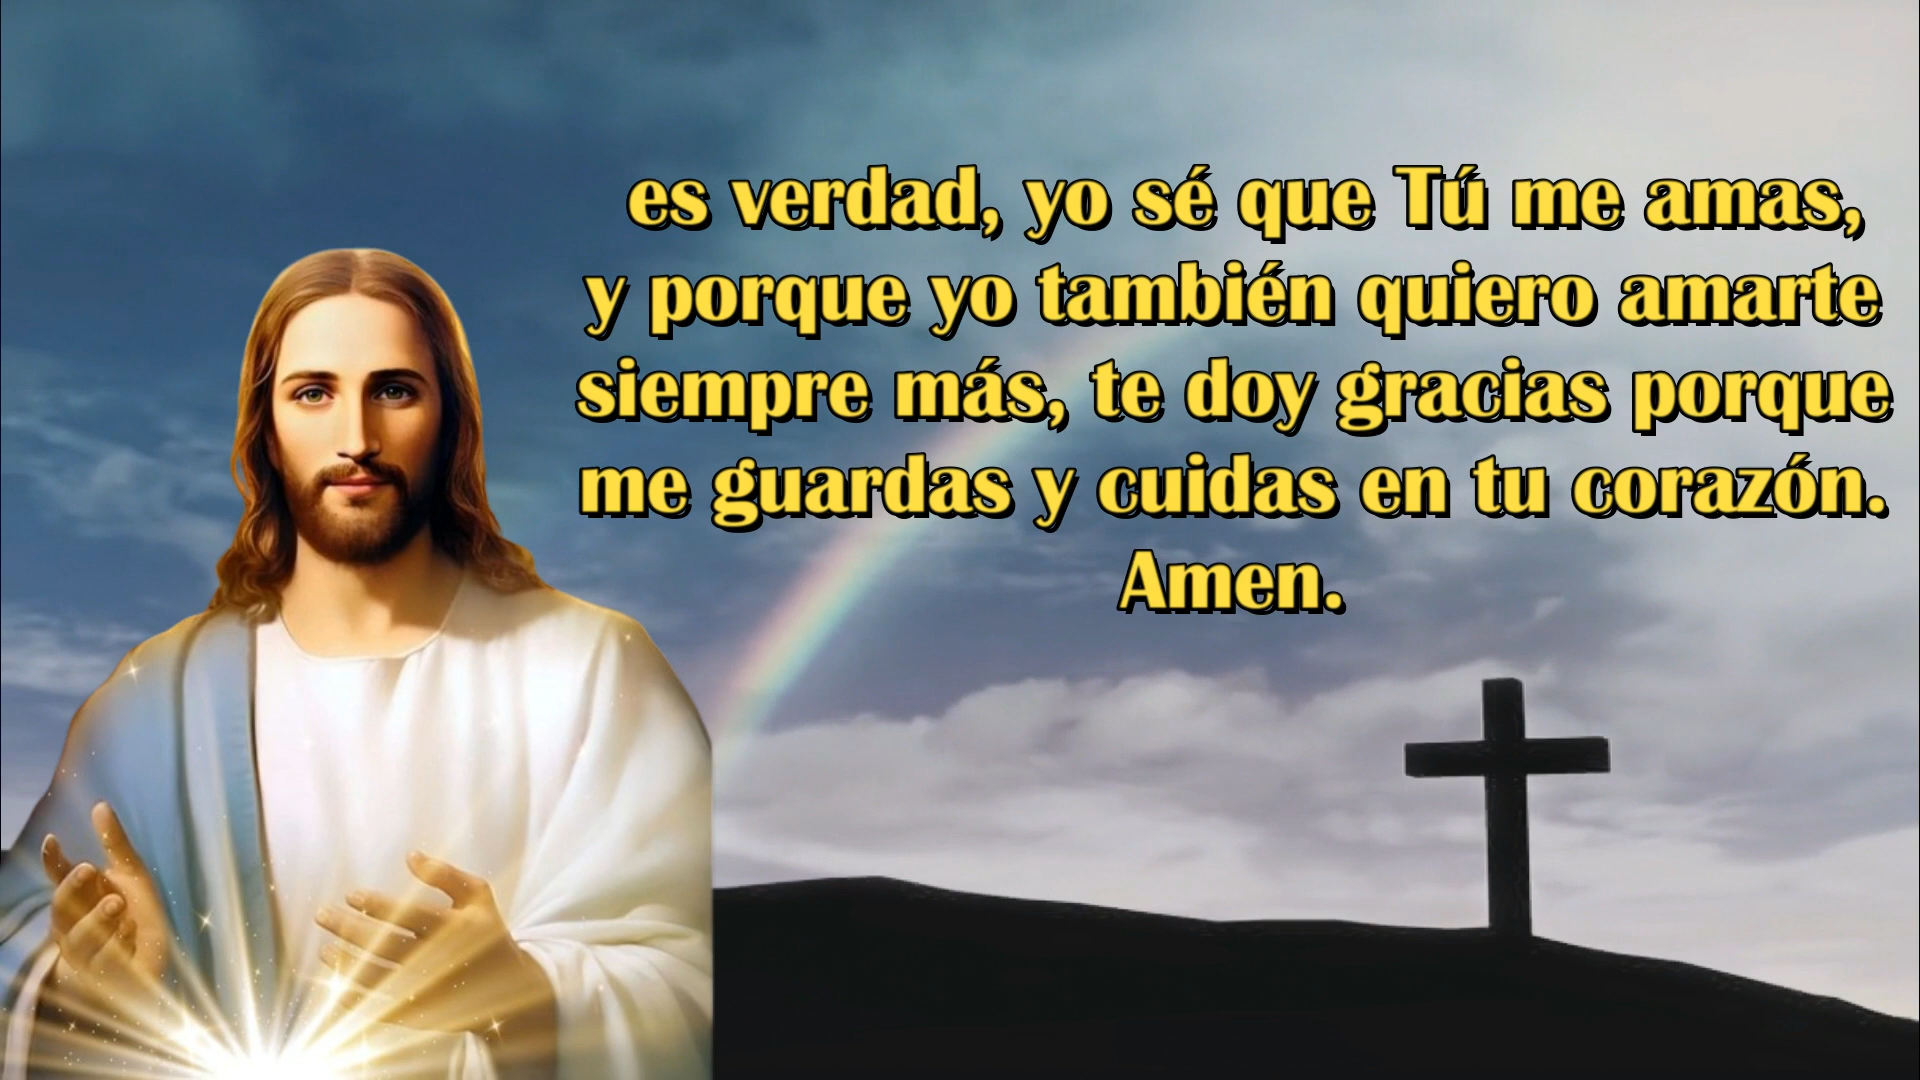 es verdad, yo sé que Tú me amas,
y porque yo también quiero amarte
siempre más, te doy gracias porque
me guardas y cuidas en tu corazón.
Amen.